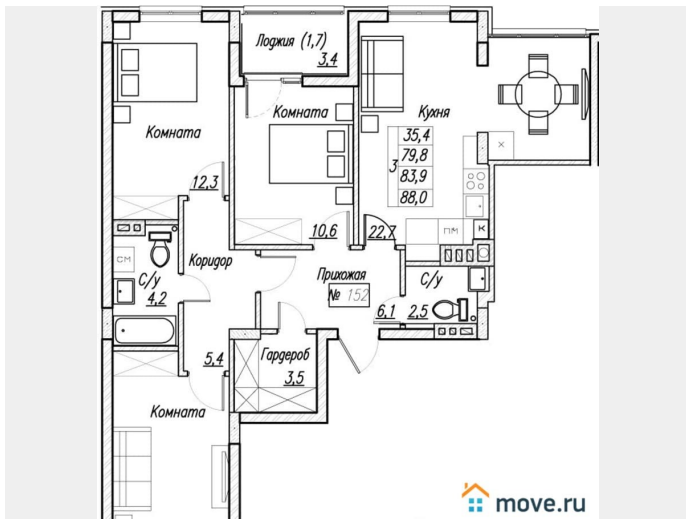 Лоджия (1,7)
3,4
Комната
12,3
Комната
10,6
Кухня
3
35,4
79,8
83,9
88,0
22,7
ПМ
К
СМ
С/у
4,2
Коридор
5,4
Прихожая
№ 152
6,1
С/у
2,5
Гардероб
3,5
Комната
move.ru